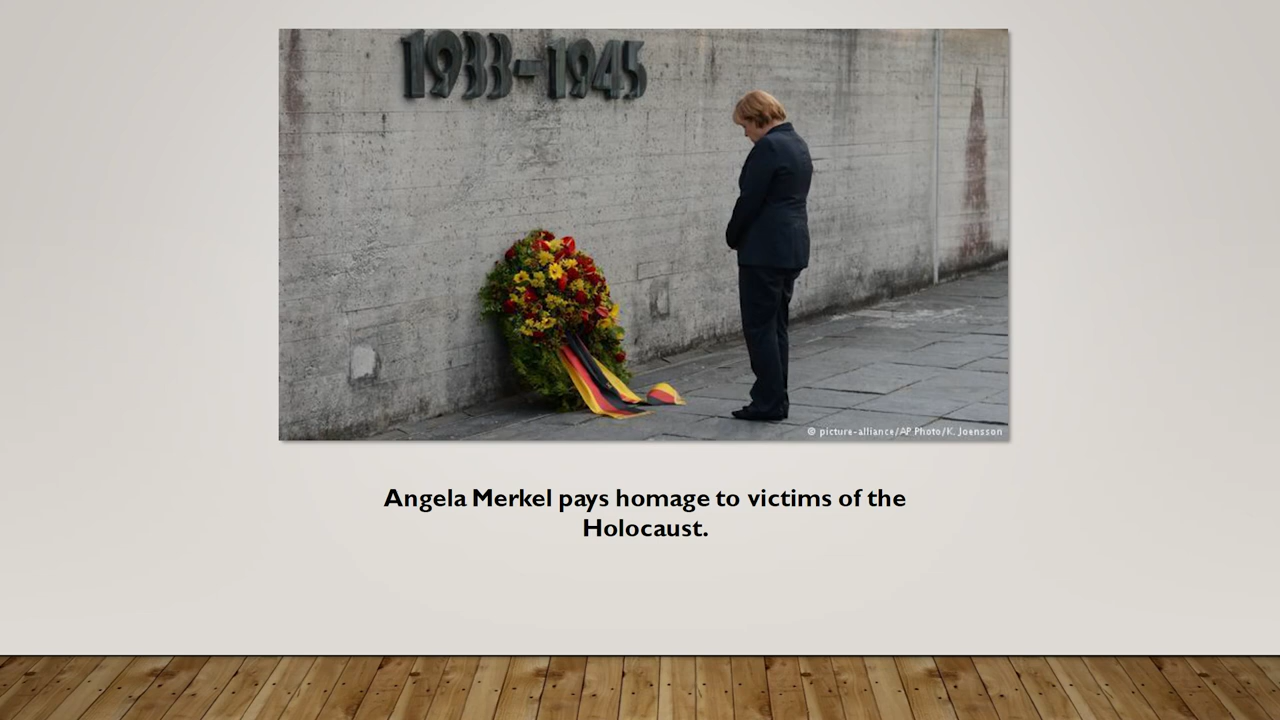 1933-1945
© picture-alliance/AP Photo/K. Joensson
Angela Merkel pays homage to victims of the
Holocaust.